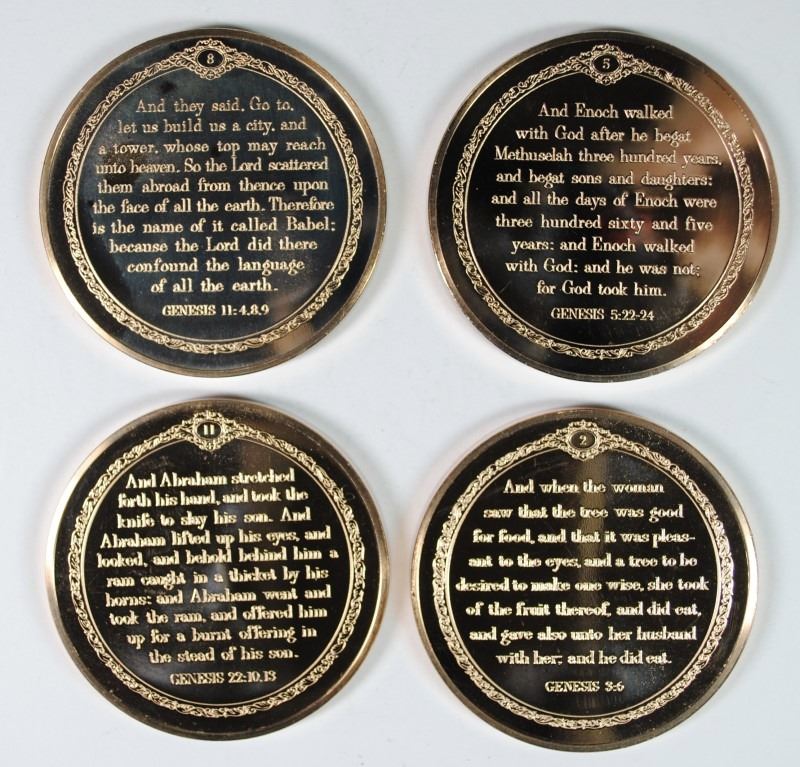 8
And they said, Go to,
let us build us a city, and
a tower, whose top may reach
unto heaven. So the Lord scattered
them abroad from thence upon
the face of all the earth. Therefore
is the name of it called Babel;
because the Lord did there
confound the language
of all the earth.
GENESIS 11:4,8,9
5
And Enoch walked
with God after he begat
Methuselah three hundred years,
and begat sons and daughters:
and all the days of Enoch were
three hundred sixty and five
years: and Enoch walked
with God: and he was not;
for God took him.
GENESIS 5:22-24
11
And Abraham stretched
forth his hand, and took the
knife to slay his son. And
Abraham lifted up his eyes, and
looked, and behold behind him a
ram caught in a thicket by his
horns: and Abraham went and
took the ram, and offered him
up for a burnt offering in
the stead of his son.
GENESIS 22:10,13
2
And when the woman
saw that the tree was good
for food, and that it was pleas-
ant to the eyes, and a tree to be
desired to make one wise, she took
of the fruit thereof, and did eat,
and gave also unto her husband
with her; and he did eat.
GENESIS 3:6